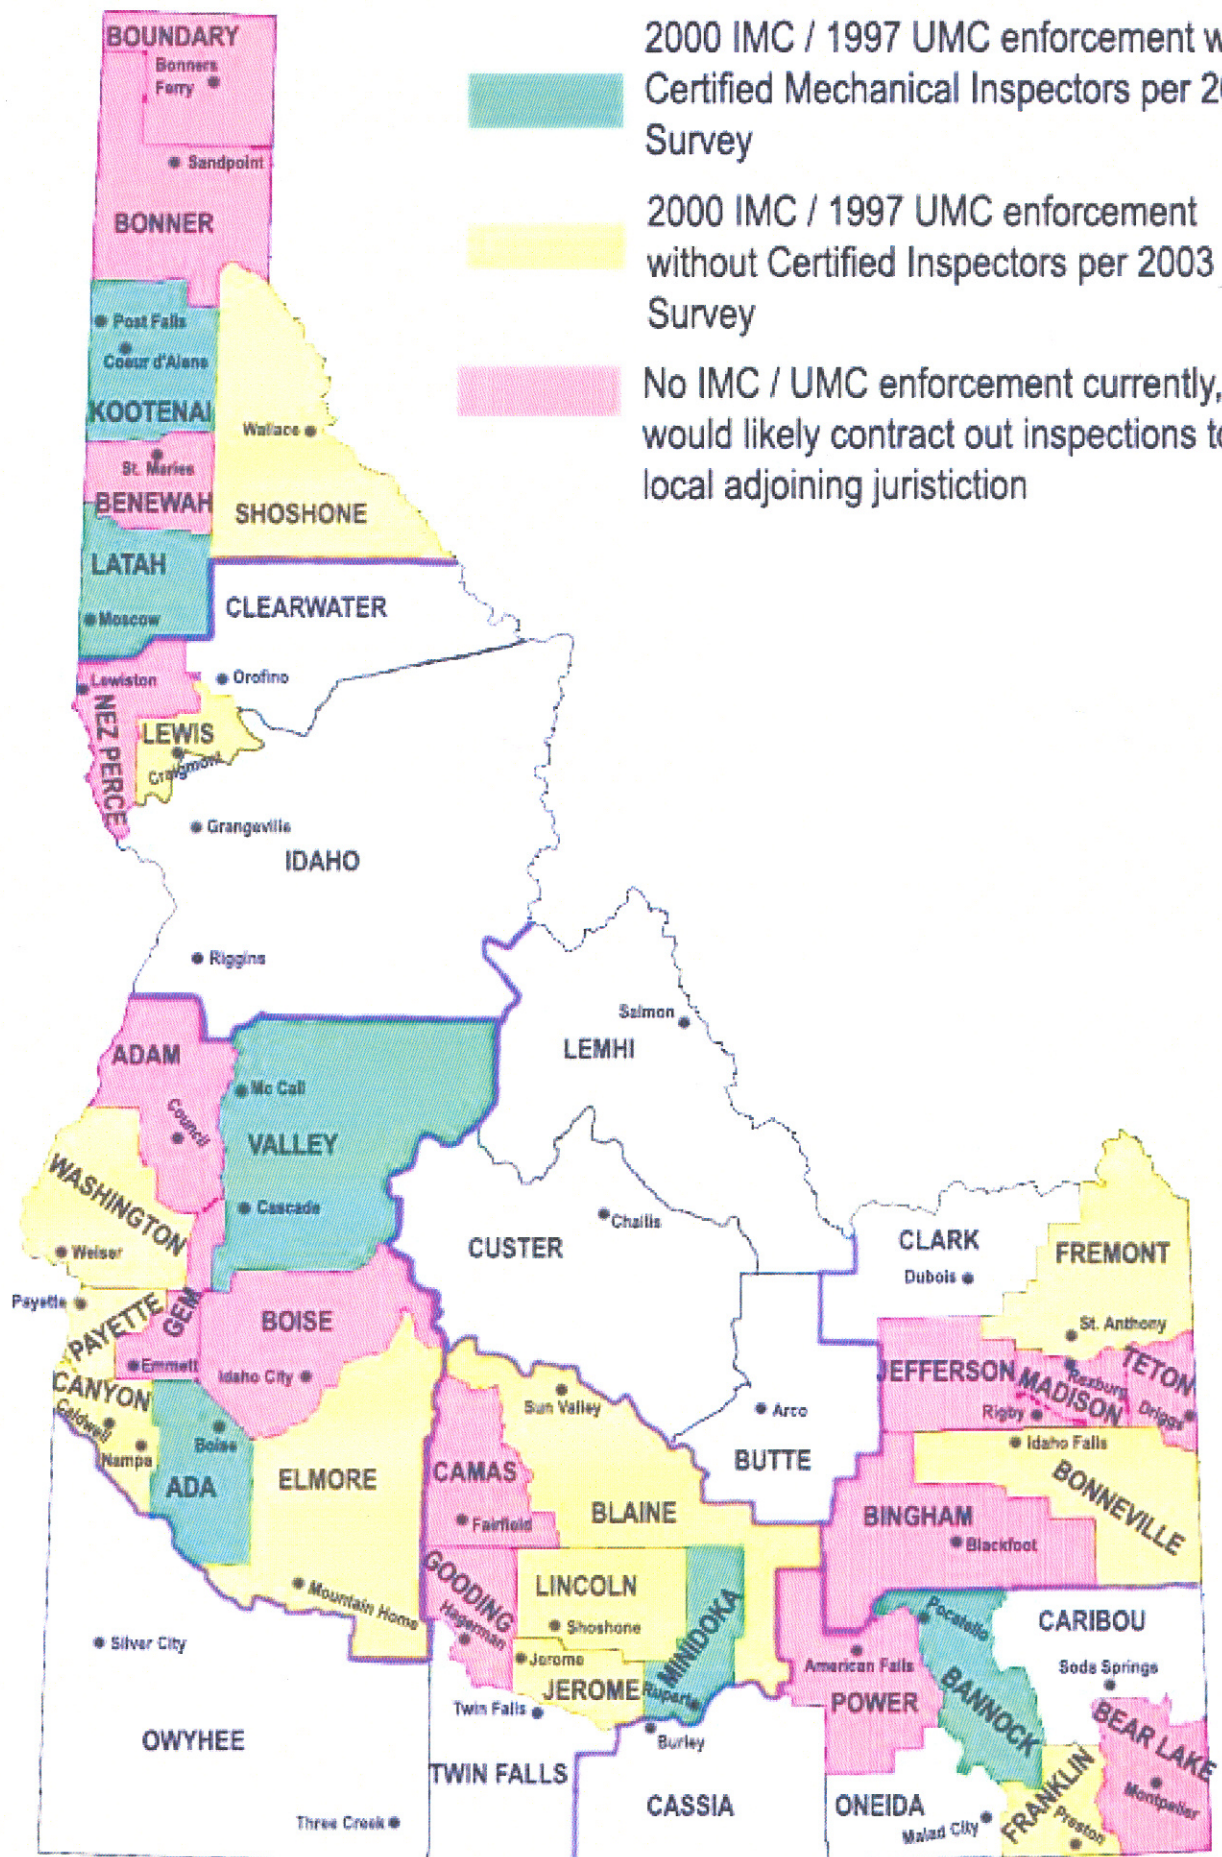 2000 IMC / 1997 UMC enforcement w
Certified Mechanical Inspectors per 2
Survey
2000 IMC / 1997 UMC enforcement
without Certified Inspectors per 2003
Survey
No IMC / UMC enforcement currently,
would likely contract out inspections to
local adjoining juristiction
BOUNDARY
Bonners
Ferry
Sandpoint
BONNER
Post Falls
Coeur d'Alene
KOOTENAI
Wallace
St. Maries
BENEWAH
SHOSHONE
LATAH
Moscow
CLEARWATER
Lewiston
Orofino
NEZ PERCE
LEWIS
Craigmont
Grangeville
IDAHO
Riggins
Salmon
LEMHI
ADAM
Mc Call
Council
VALLEY
WASHINGTON
Cascade
Weiser
Challis
CUSTER
CLARK
Dubois
FREMONT
St. Anthony
Payette
PAYETTE
GEM
BOISE
Emmett
Idaho City
CANYON
Caldwell
Nampa
Boise
ADA
ELMORE
Mountain Home
Sun Valley
CAMAS
Fairfield
BLAINE
Arco
BUTTE
JEFFERSON
MADISON
Rexburg
Rigby
TETON
Driggs
Idaho Falls
BONNEVILLE
BINGHAM
Blackfoot
GOODING
Hagerman
LINCOLN
Shoshone
MINIDOKA
Rupert
Jerome
JEROME
Twin Falls
Burley
Silver City
OWYHEE
Three Creek
TWIN FALLS
CASSIA
American Falls
POWER
Pocatello
BANNOCK
CARIBOU
Soda Springs
BEAR LAKE
Montpelier
ONEIDA
Malad City
FRANKLIN
Preston